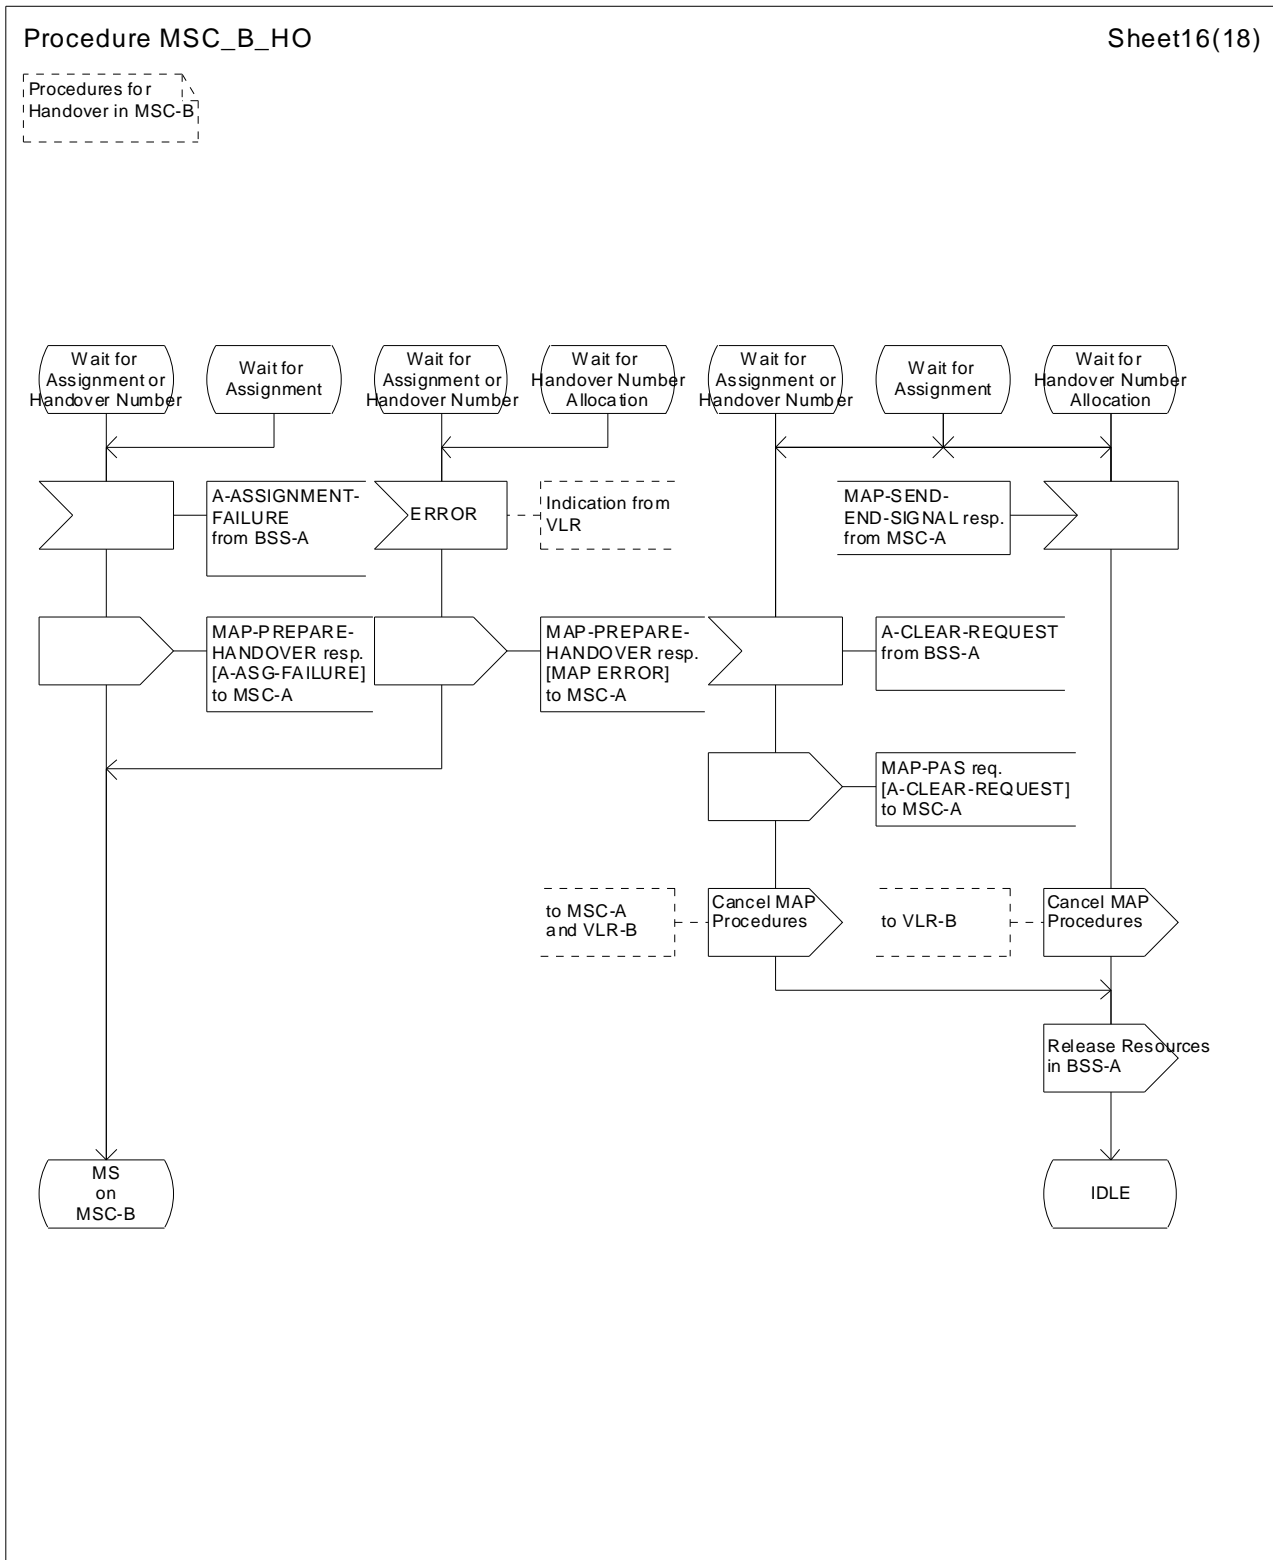 Procedure MSC_B_HO
Sheet16(18)
Procedures for
Handover in MSC-B
Wait for
Assignment or
Handover Number
Wait for
Assignment
Wait for
Assignment or
Handover Number
Wait for
Handover Number
Allocation
Wait for
Assignment or
Handover Number
Wait for
Assignment
Wait for
Handover Number
Allocation
A-ASSIGNMENT-
FAILURE
from BSS-A
ERROR
Indication from
VLR
MAP-SEND-
END-SIGNAL resp.
from MSC-A
MAP-PREPARE-
HANDOVER resp.
[A-ASG-FAILURE]
to MSC-A
MAP-PREPARE-
HANDOVER resp.
[MAP ERROR]
to MSC-A
A-CLEAR-REQUEST
from BSS-A
MAP-PAS req.
[A-CLEAR-REQUEST]
to MSC-A
to MSC-A
and VLR-B
Cancel MAP
Procedures
to VLR-B
Cancel MAP
Procedures
Release Resources
in BSS-A
MS
on
MSC-B
IDLE